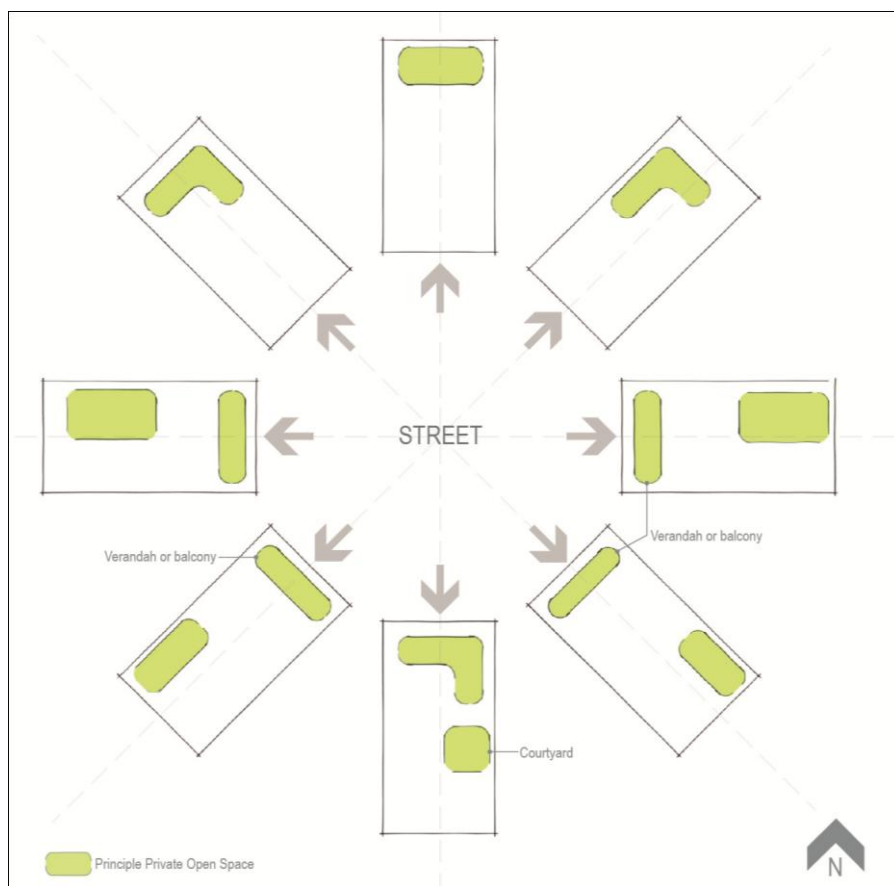 STREET
Verandah or balcony
Verandah or balcony
Courtyard
Principle Private Open Space
N